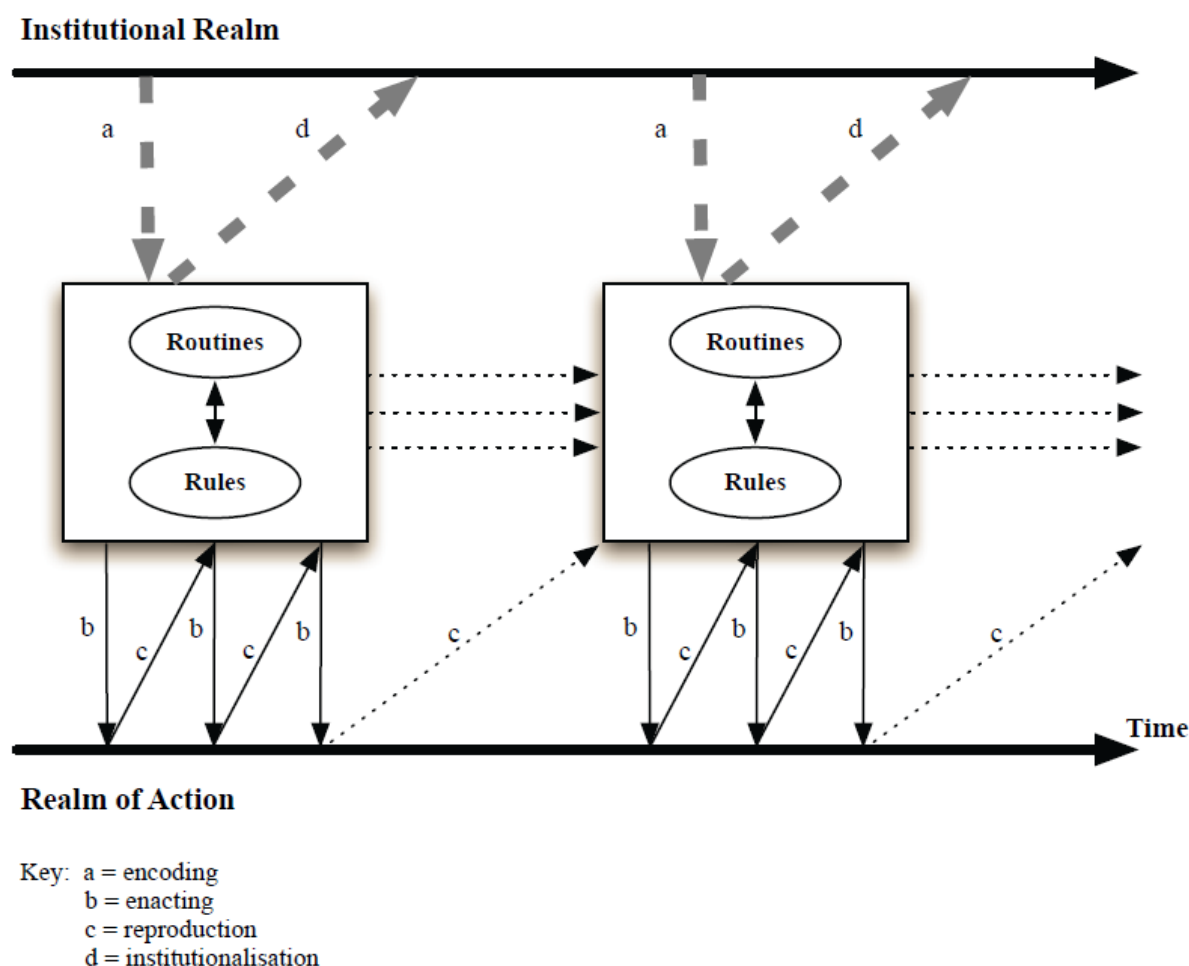 Institutional Realm
a
d
a
d
Routines
Routines
Rules
Rules
b
c
b
c
b
c
b
c
b
c
b
c
Time
Realm of Action
Key: a = encoding
b = enacting
c = reproduction
d = institutionalisation